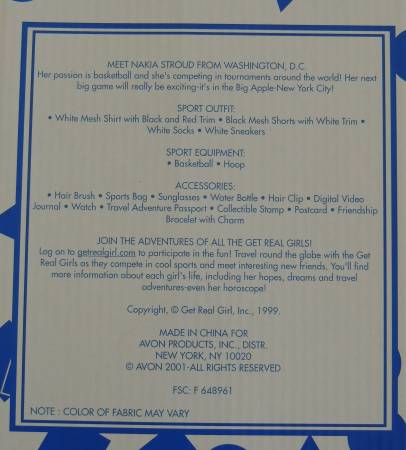 MEET NAKIA STROUD FROM WASHINGTON, D.C.
Her passion is basketball and she's competing in tournaments around the world! Her next
big game will really be exciting-it's in the Big Apple-New York City!
SPORT OUTFIT:
• White Mesh Shirt with Black and Red Trim • Black Mesh Shorts with White Trim •
White Socks • White Sneakers
SPORT EQUIPMENT:
• Basketball • Hoop
ACCESSORIES:
• Hair Brush • Sports Bag • Sunglasses • Water Bottle • Hair Clip • Digital Video
Journal • Watch • Travel Adventure Passport • Collectible Stamp • Postcard • Friendship
Bracelet with Charm
JOIN THE ADVENTURES OF ALL THE GET REAL GIRLS!
Log on to getrealgirl.com to participate in the fun! Travel round the globe with the Get
Real Girls as they compete in cool sports and meet interesting new friends. You'll find
more information about each girl's life, including her hopes, dreams and travel
adventures-even her horoscope!
Copyright, © Get Real Girl, Inc., 1999.
MADE IN CHINA FOR
AVON PRODUCTS, INC., DISTR.
NEW YORK, NY 10020
© AVON 2001-ALL RIGHTS RESERVED
FSC: F 648961
NOTE : COLOR OF FABRIC MAY VARY